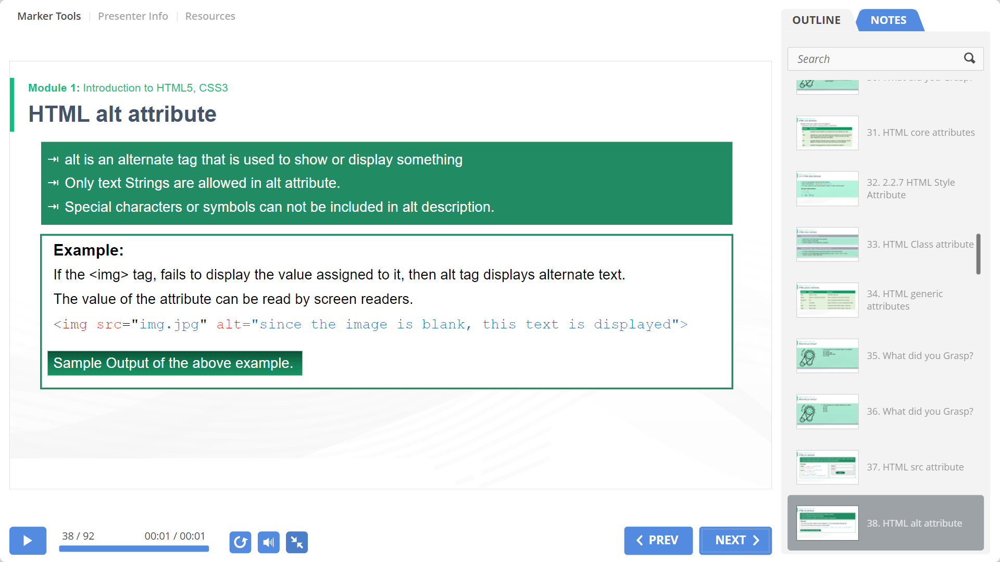 Marker Tools
Presenter Info
Resources
OUTLINE
NOTES
Search
Module 1: Introduction to HTML5, CSS3
HTML alt attribute
alt is an alternate tag that is used to show or display something
Only text Strings are allowed in alt attribute.
Special characters or symbols can not be included in alt description.
Example:
If the <img> tag, fails to display the value assigned to it, then alt tag displays alternate text.
The value of the attribute can be read by screen readers.
<img src="img.jpg" alt="since the image is blank, this text is displayed">
Sample Output of the above example.
31. HTML core attributes
32. 2.2.7 HTML Style
Attribute
33. HTML Class attribute
34. HTML generic
attributes
35. What did you Grasp?
36. What did you Grasp?
37. HTML src attribute
38. HTML alt attribute
38 / 92
00:01 / 00:01
PREV
NEXT